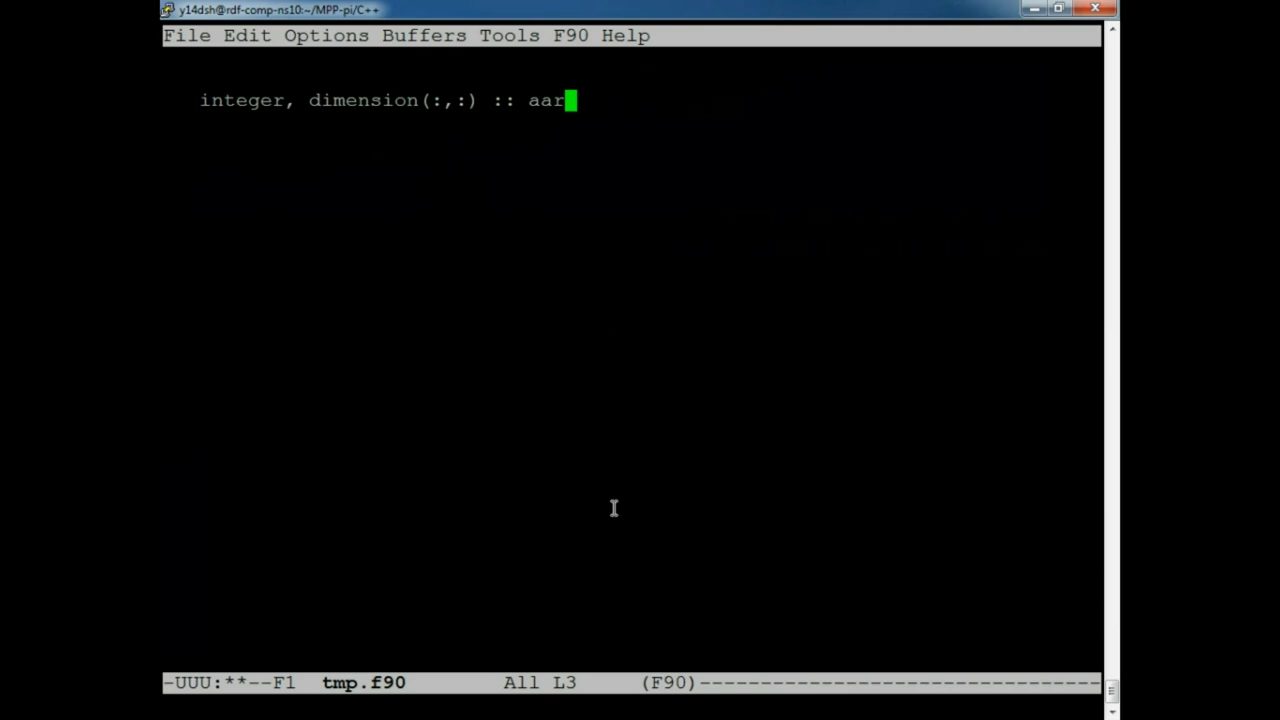 y14dsh@rdf-comp-ns10:~/MPP-pi/C++
File Edit Options Buffers Tools F90 Help
integer, dimension(:,:) :: aar
-UUU:**--F1 tmp.f90 All L3 (F90)---------------------------------